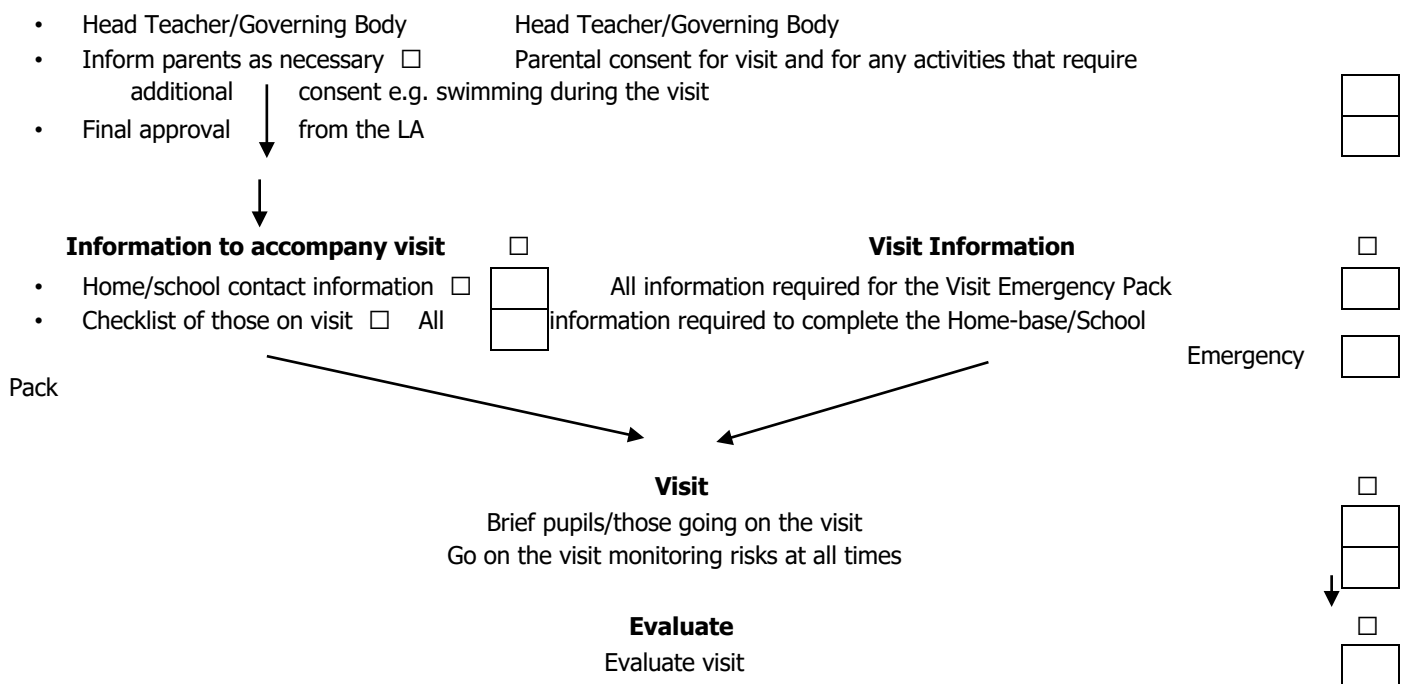 • Head Teacher/Governing Body Head Teacher/Governing Body
• Inform parents as necessary ☐ Parental consent for visit and for any activities that require
additional consent e.g. swimming during the visit
• Final approval from the LA
Information to accompany visit ☐ Visit Information ☐
• Home/school contact information ☐ All information required for the Visit Emergency Pack
• Checklist of those on visit ☐ All information required to complete the Home-base/School
Emergency
Pack
Visit ☐
Brief pupils/those going on the visit
Go on the visit monitoring risks at all times
Evaluate ☐
Evaluate visit